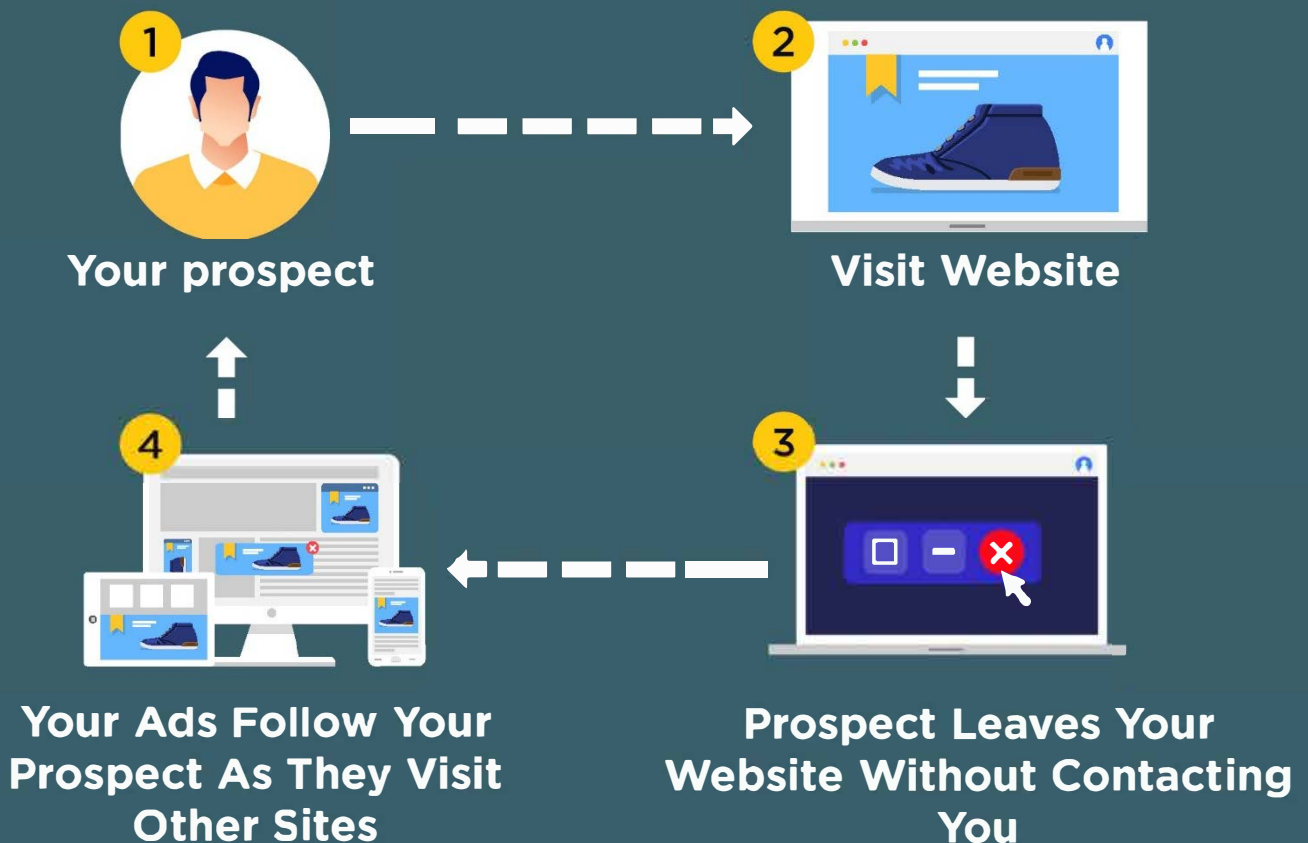 1
Your prospect
2
Visit Website
3
Prospect Leaves Your
Website Without Contacting
You
4
Your Ads Follow Your
Prospect As They Visit
Other Sites